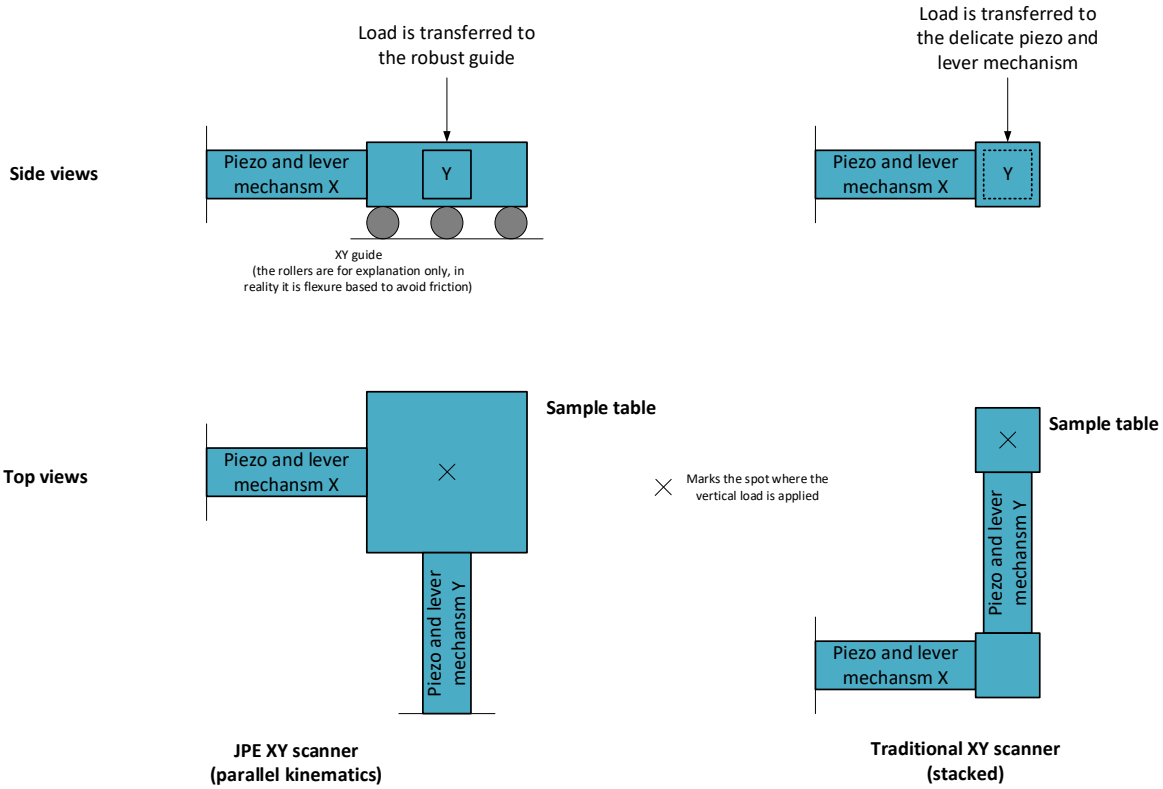 Load is transferred to
the robust guide
Load is transferred to
the delicate piezo and
lever mechanism
Side views
Piezo and lever
mechansm X
Y
Piezo and lever
mechansm X
Y
XY guide
(the rollers are for explanation only, in
reality it is flexure based to avoid friction)
Top views
Piezo and lever
mechansm X
Sample table
Piezo and lever
mechansm Y
Marks the spot where the
vertical load is applied
Sample table
Piezo and lever
mechansm Y
Piezo and lever
mechansm X
JPE XY scanner
(parallel kinematics)
Traditional XY scanner
(stacked)